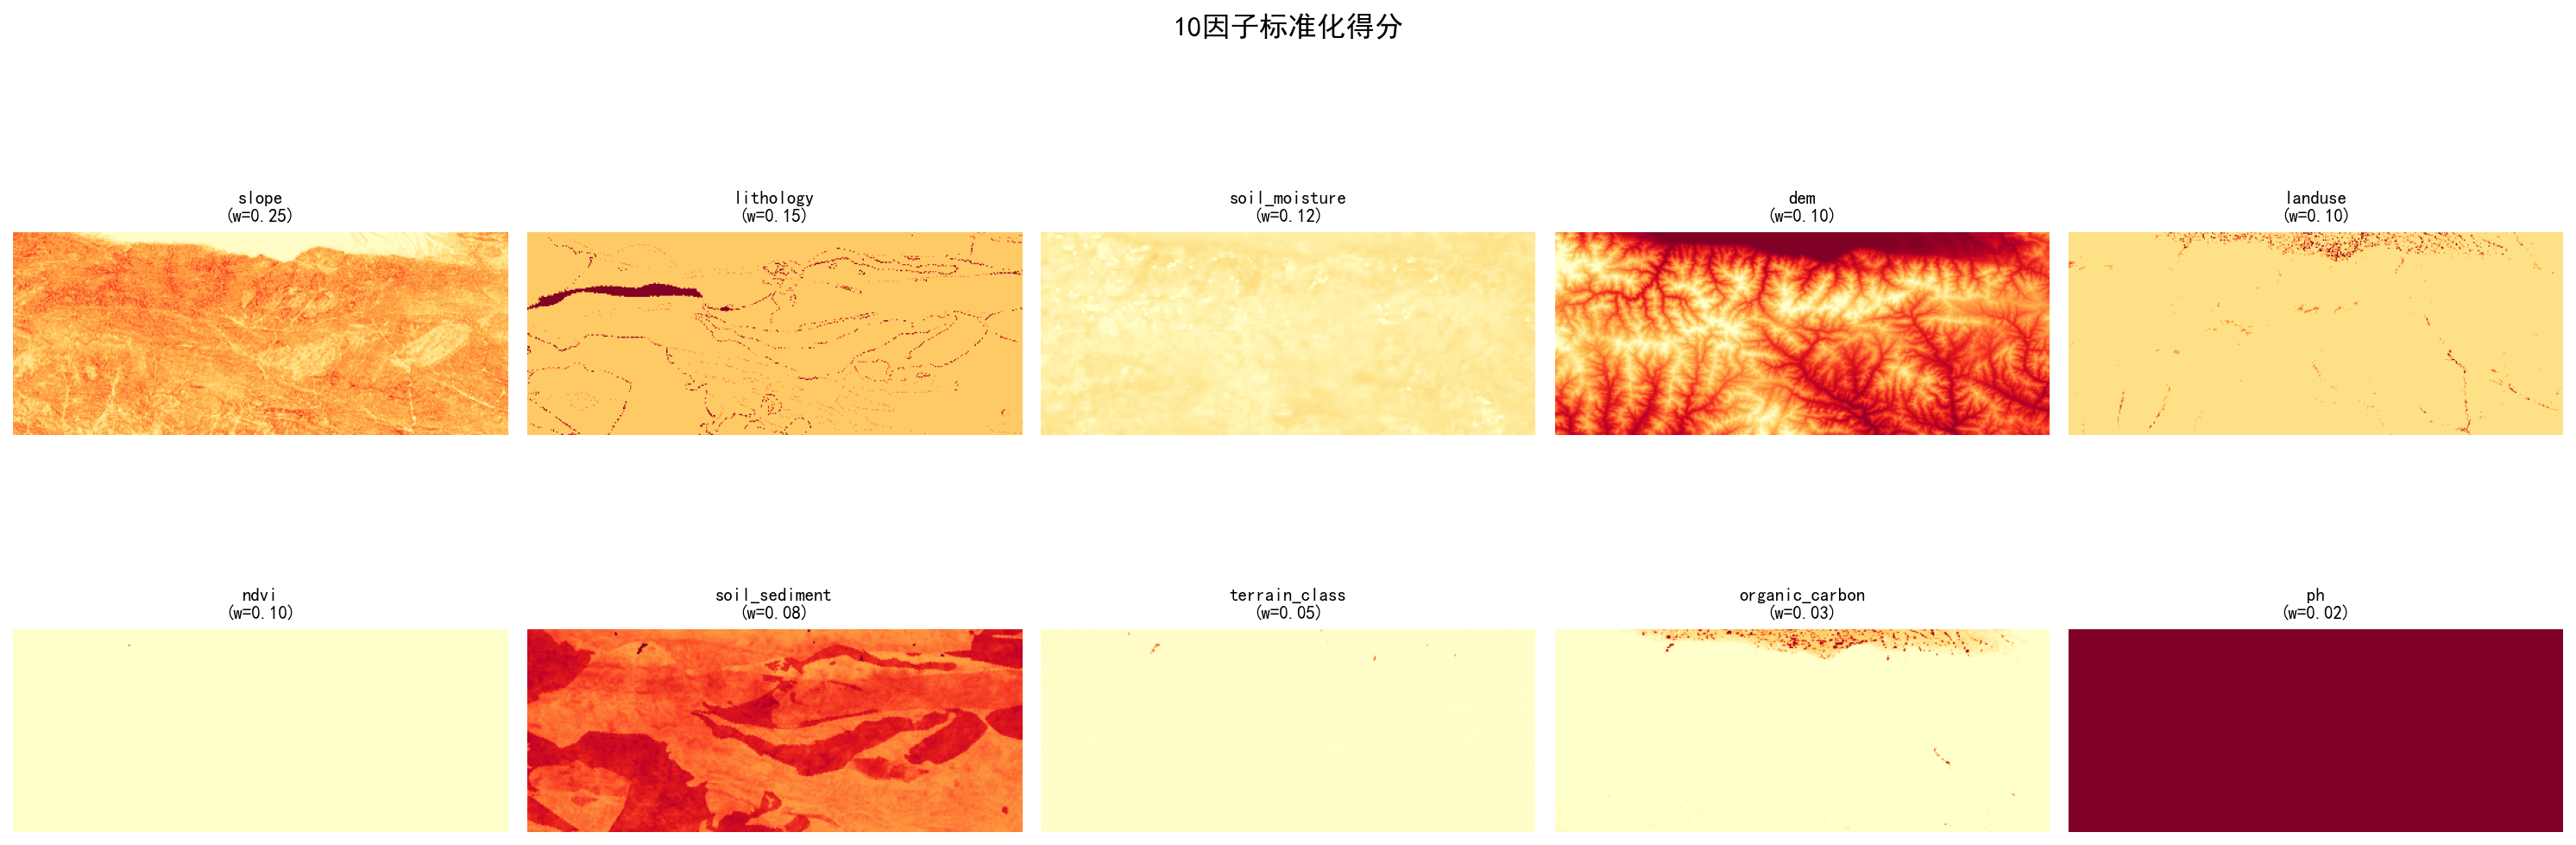 10因子标准化得分
slope
(w=0.25)
lithology
(w=0.15)
soil_moisture
(w=0.12)
dem
(w=0.10)
landuse
(w=0.10)
ndvi
(w=0.10)
soil_sediment
(w=0.08)
terrain_class
(w=0.05)
organic_carbon
(w=0.03)
ph
(w=0.02)